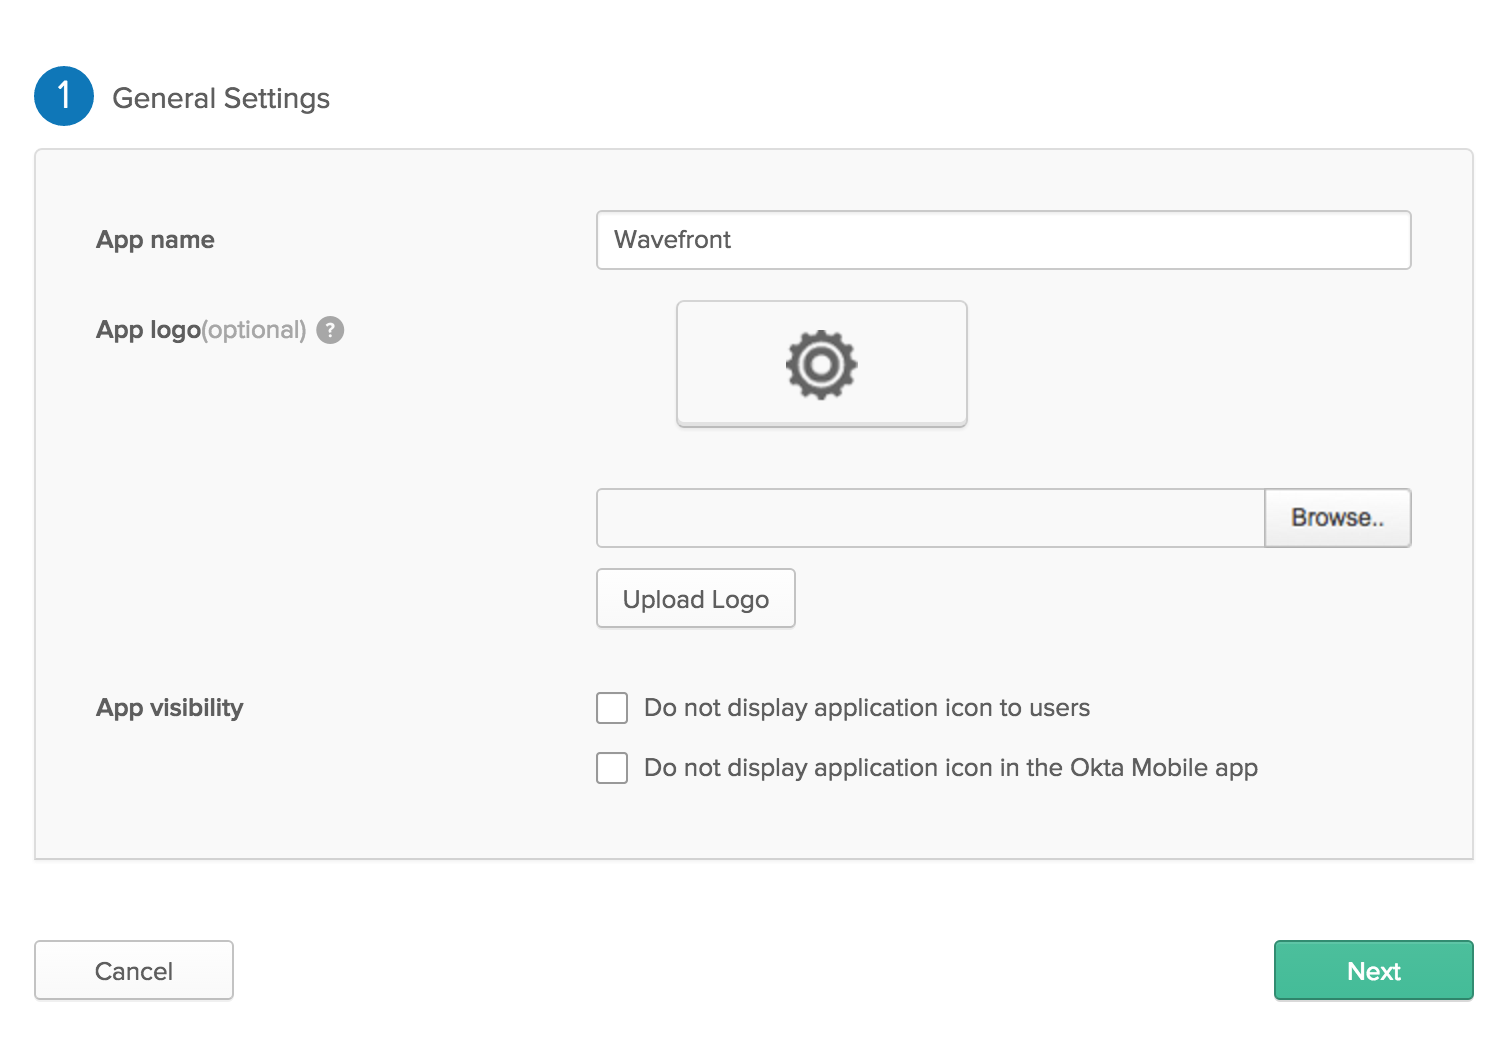 1 General Settings
App name
Wavefront
App logo(optional) ?
Browse..
Upload Logo
App visibility
Do not display application icon to users
Do not display application icon in the Okta Mobile app
Cancel
Next